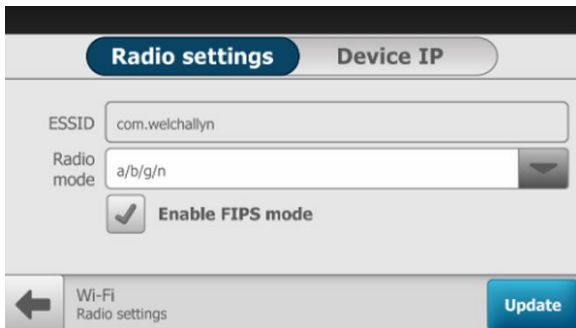 Radio settings Device IP
ESSID com.welchallyn
Radio
mode a/b/g/n
Enable FIPS mode
Wi-Fi
Radio settings
Update